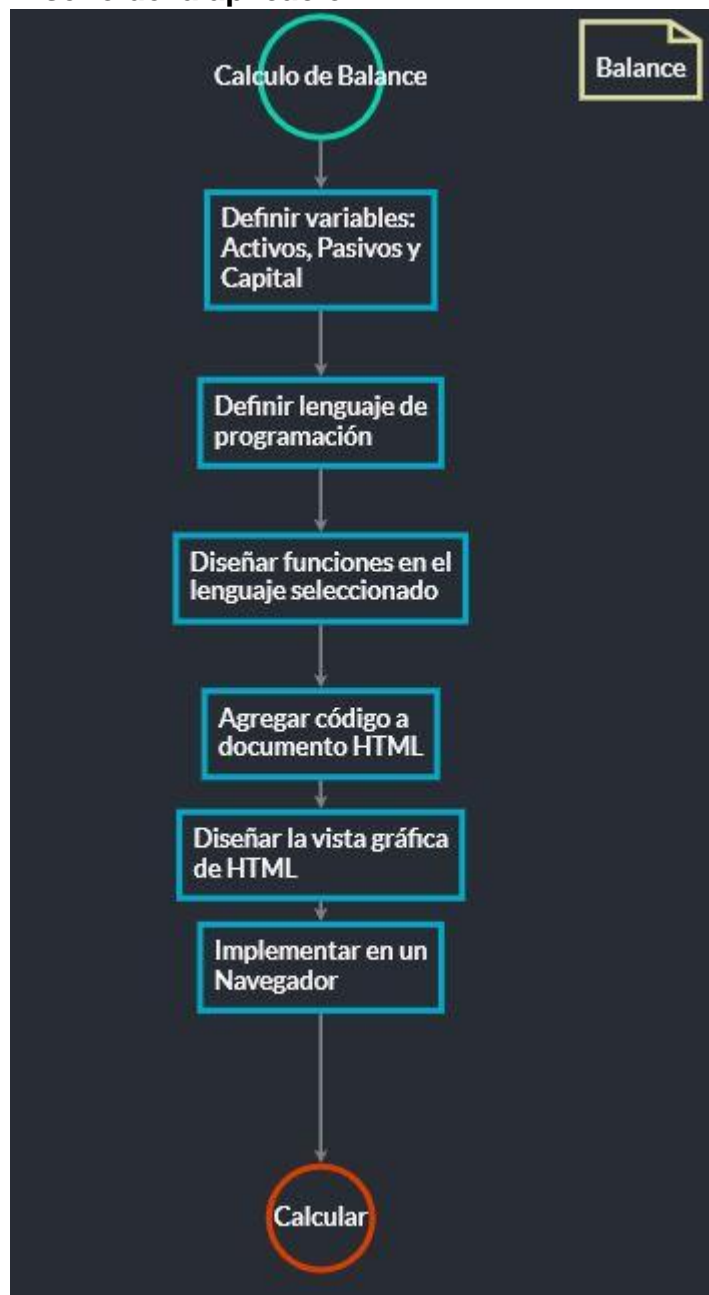 Calculo de Balance
Balance
Definir variables:
Activos, Pasivos y
Capital
Definir lenguaje de
programación
Diseñar funciones en el
lenguaje seleccionado
Agregar código a
documento HTML
Diseñar la vista gráfica
de HTML
Implementar en un
Navegador
Calcular